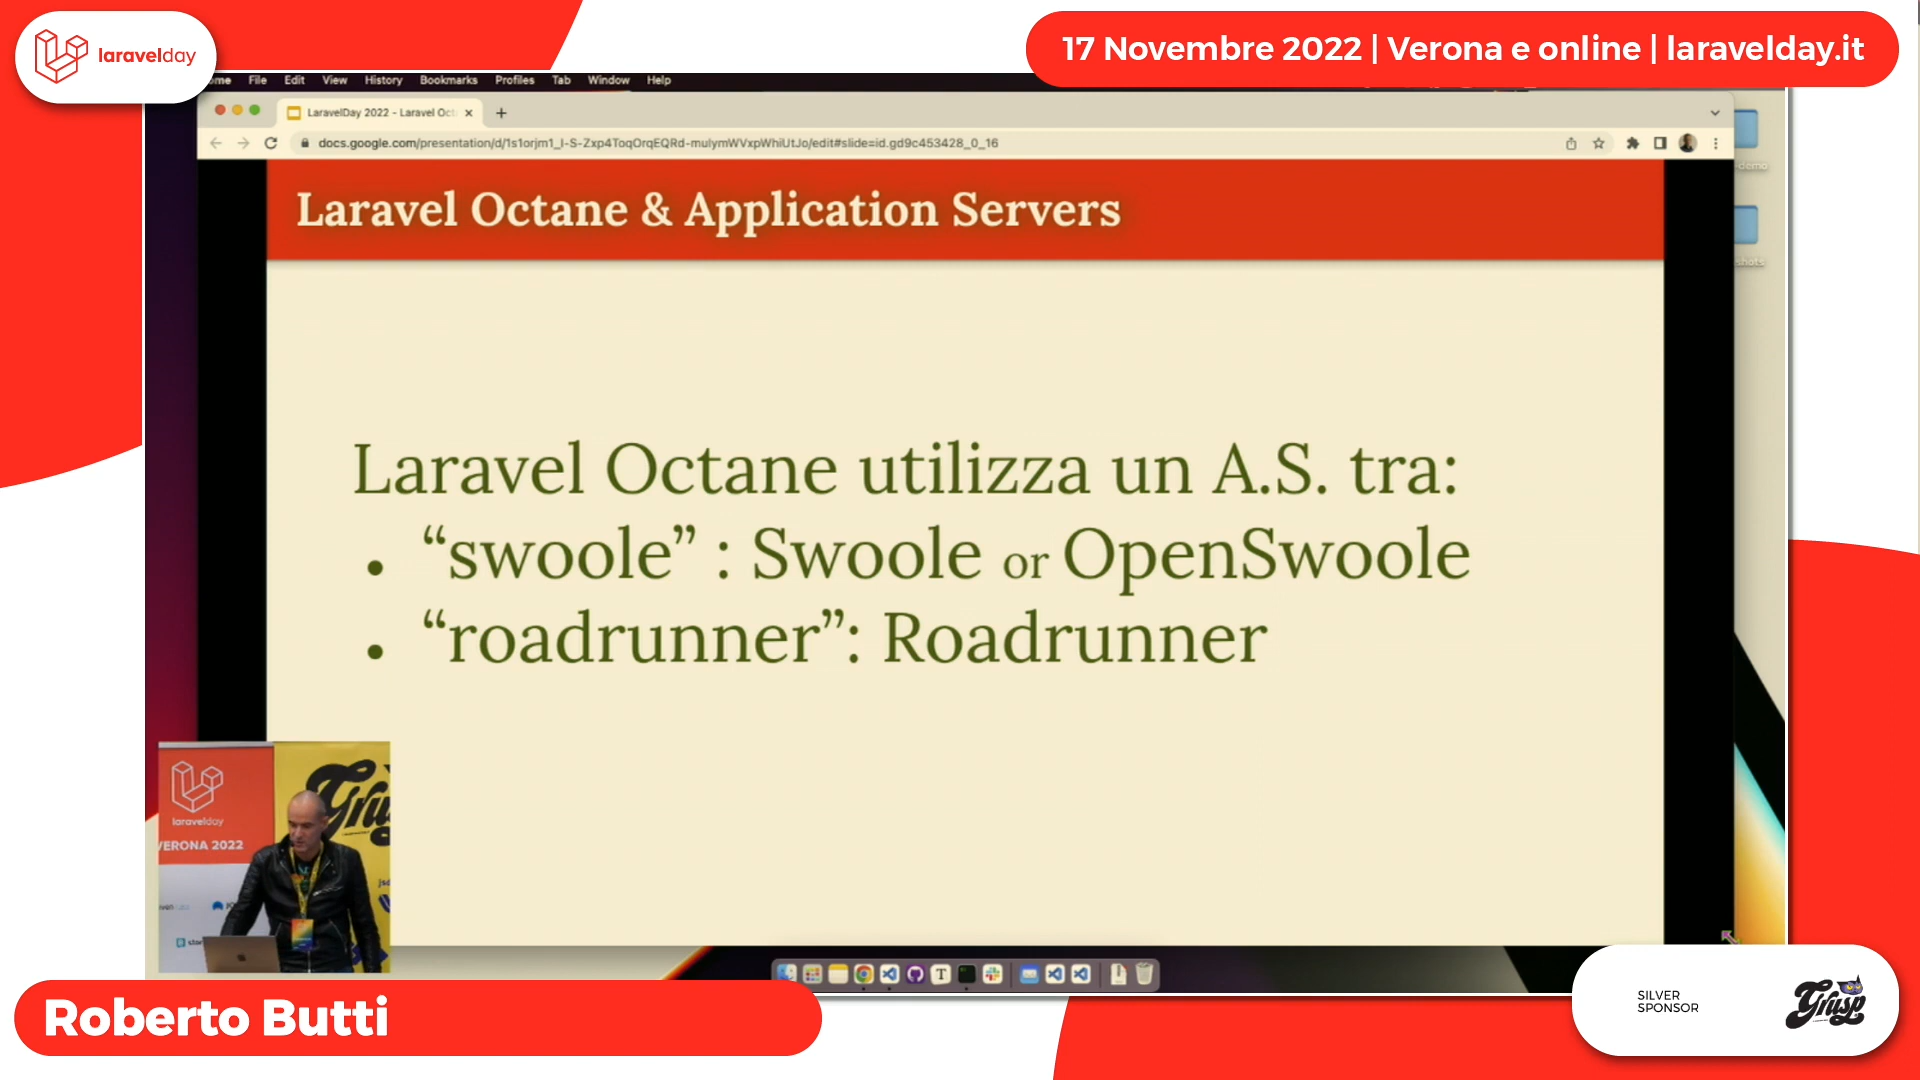 laravelday
17 Novembre 2022 | Verona e online | laravelday.it
File Edit View History Bookmarks Profiles Tab Window Help
LaravelDay 2022 - Laravel Oct
docs.google.com/presentation/d/1s1orjm1_I-S-Zxp4ToqOrqEQRd-mulymWVxpWhiUtJo/edit#slide=id.gd9c453428_0_16
Laravel Octane & Application Servers
Laravel Octane utilizza un A.S. tra:
• “swoole” : Swoole or OpenSwoole
• “roadrunner”: Roadrunner
laravelday
VERONA 2022
Grusp
Roberto Butti
SILVER
SPONSOR
Grusp